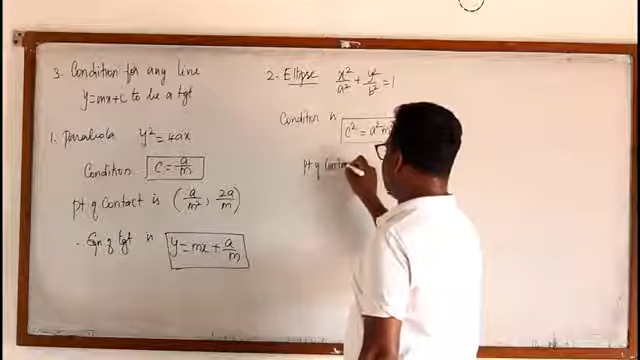 3. Condition for any line
y=mx+c to be a tgt
1. Parabola y² = 4ax
Condition c = a/m
pt of Contact is (a/m², 2a/m)
Eqn of tgt is y = mx + a/m
2. Ellipse x²/a² + y²/b² = 1
Condition is c² = a²m²
pt of Conta